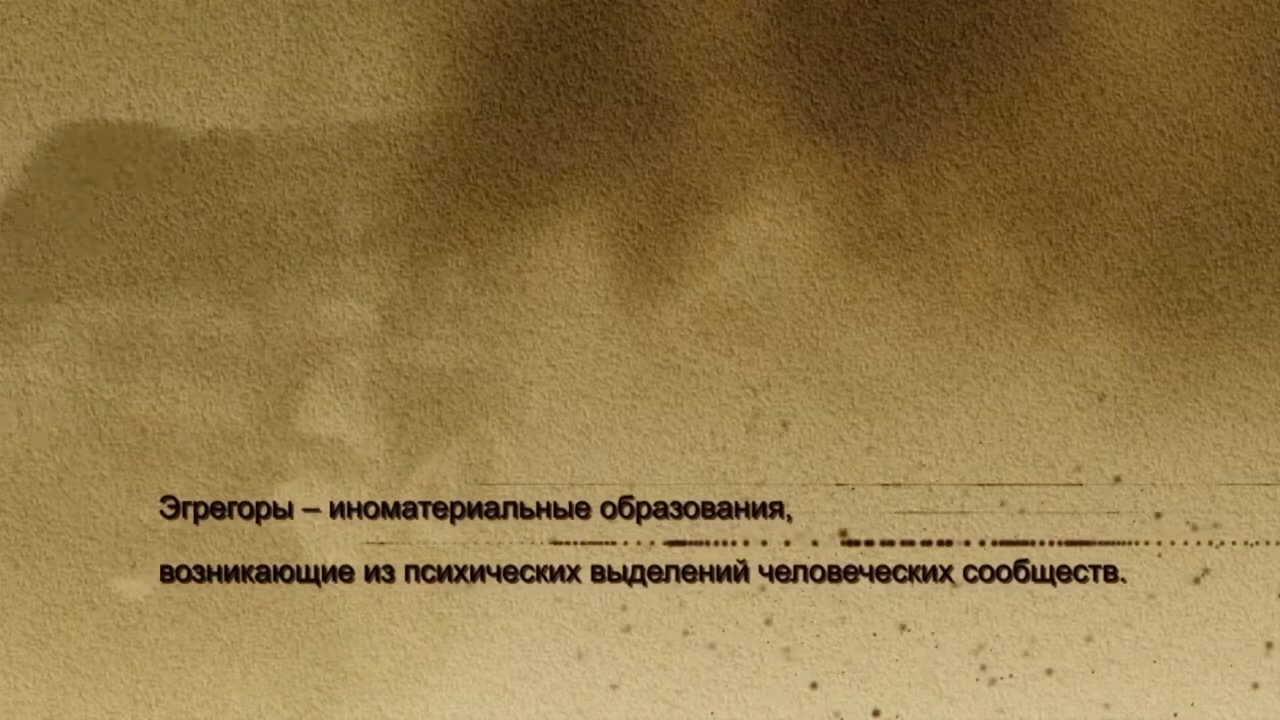 Эгрегоры – иноматериальные образования,
возникающие из психических выделений человеческих сообществ.